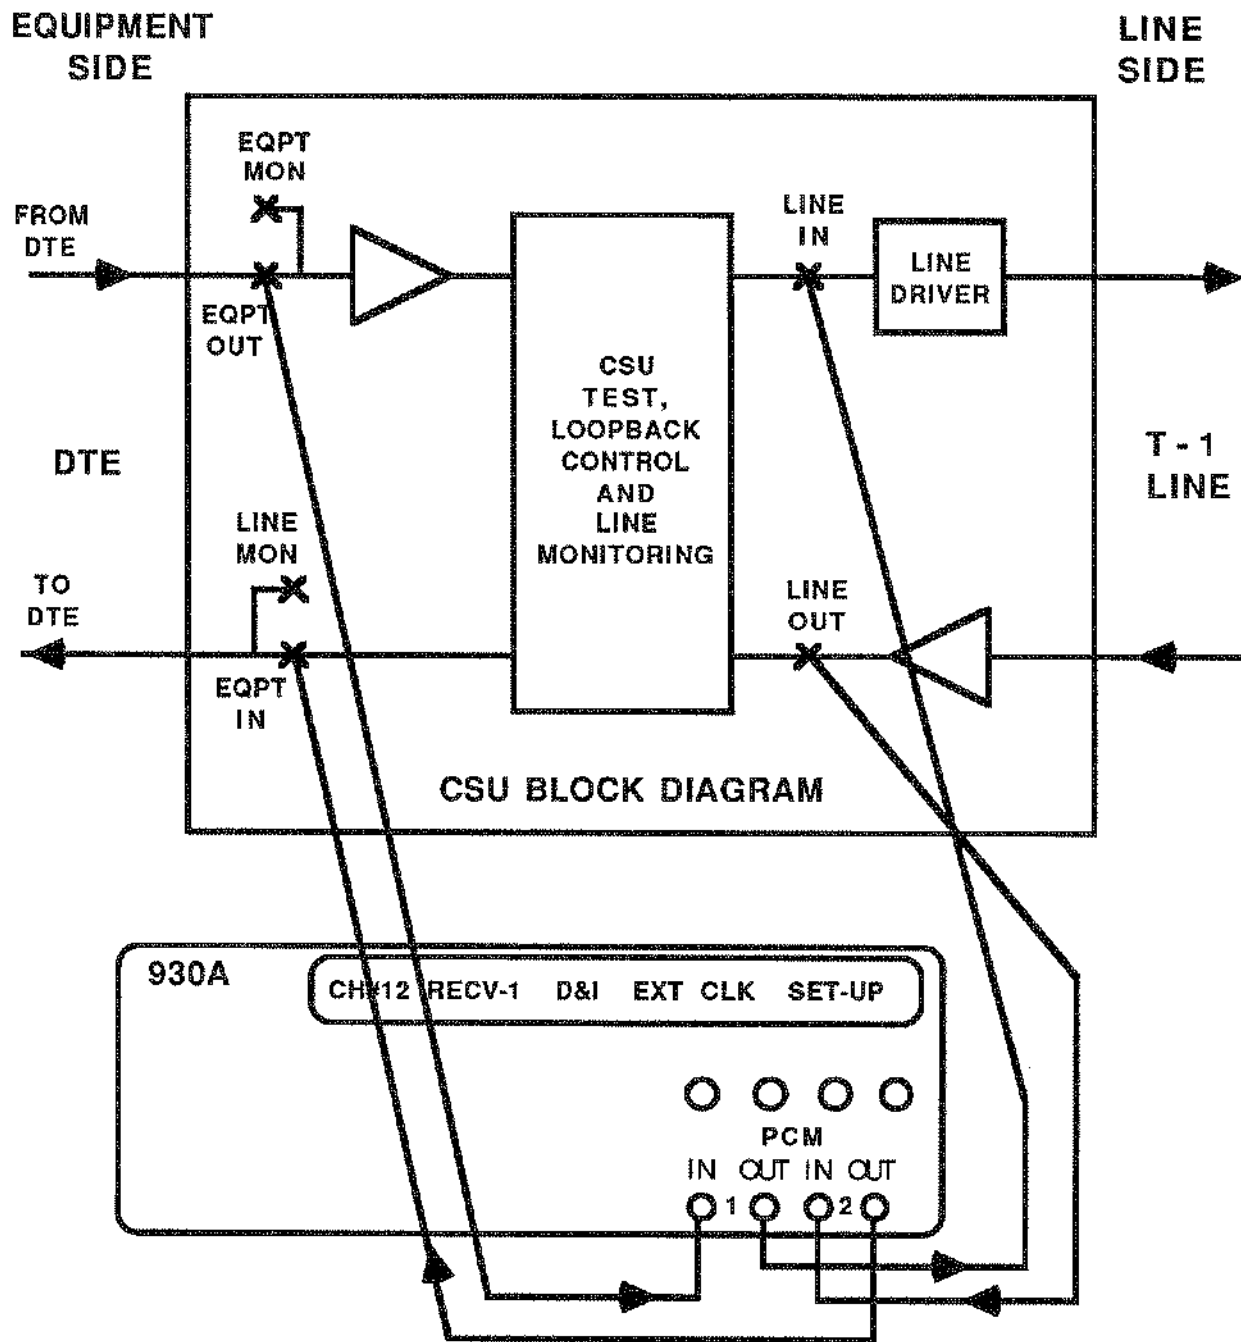 EQUIPMENT
SIDE
LINE
SIDE
EQPT
MON
FROM
DTE
LINE
IN
LINE
DRIVER
EQPT
OUT
CSU
TEST,
LOOPBACK
CONTROL
AND
LINE
MONITORING
DTE
T-1
LINE
LINE
MON
TO
DTE
LINE
OUT
EQPT
IN
CSU BLOCK DIAGRAM
930A
CH#12 RECV-1 D&I EXT CLK SET-UP
PCM
IN OUT IN OUT
1 2